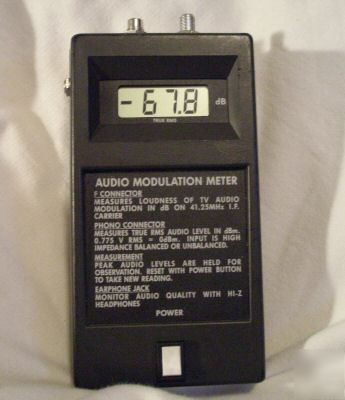 -67.8 dB
TRUE RMS
AUDIO MODULATION METER
F CONNECTOR
MEASURES LOUDNESS OF TV AUDIO
MODULATION IN dB ON 41.25MHz I.F.
CARRIER
PHONO CONNECTOR
MEASURES TRUE RMS AUDIO LEVEL IN dBm.
0.775 V RMS = 0dBm. INPUT IS HIGH
IMPEDANCE BALANCED OR UNBALANCED.
MEASUREMENT
PEAK AUDIO LEVELS ARE HELD FOR
OBSERVATION. RESET WITH POWER BUTTON
TO TAKE NEW READING.
EARPHONE JACK
MONITOR AUDIO QUALITY WITH HI-Z
HEADPHONES
POWER